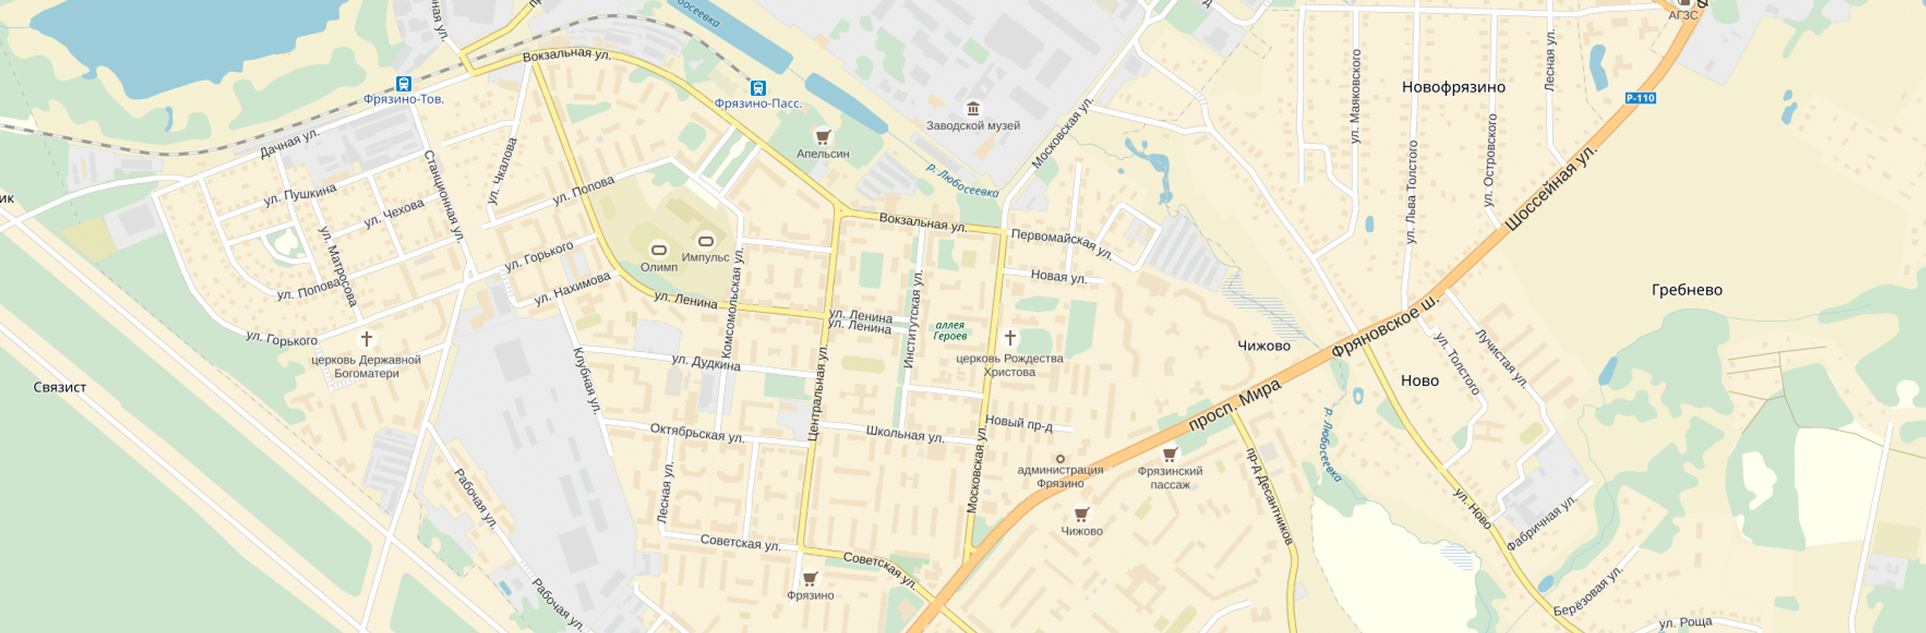 АГЗС
Вокзальная ул.
р. Любосеевка
Новофрязино
Лесная ул.
ул. Маяковского
Р-110
Фрязино-Тов.
Фрязино-Пасс.
Заводской музей
Московская ул.
Апельсин
Дачная ул.
Станционная ул.
ул. Чкалова
ул. Попова
р. Любосеевка
ул. Льва Толстого
ул. Островского
Шоссейная ул.
ик
ул. Пушкина
ул. Чехова
ул. Матросова
Вокзальная ул.
Первомайская ул.
Импульс
Олимп
ул. Горького
ул. Нахимова
ул. Попова
Новая ул.
Гребнево
ул. Ленина
Комсомольская ул.
Институтская ул.
ул. Ленина
ул. Ленина
аллея
Героев
ул. Горького
церковь Державной
Богоматери
церковь Рождества
Христова
Чижово
Фряновское ш.
ул. Толстого
Лучистая ул.
Связист
Клубная ул.
ул. Дудкина
Центральная ул.
просп. Мира
Ново
Октябрьская ул.
Школьная ул.
Новый пр-д
Московская ул.
р. Любосеевка
администрация
Фрязино
Фрязинский
пассаж
пр-д Десантников
Рабочая ул.
Лесная ул.
ул. Ново
Фабричная ул.
Чижово
Советская ул.
Советская ул.
Фрязино
Рабочая ул.
Берёзовая ул.
ул. Роща